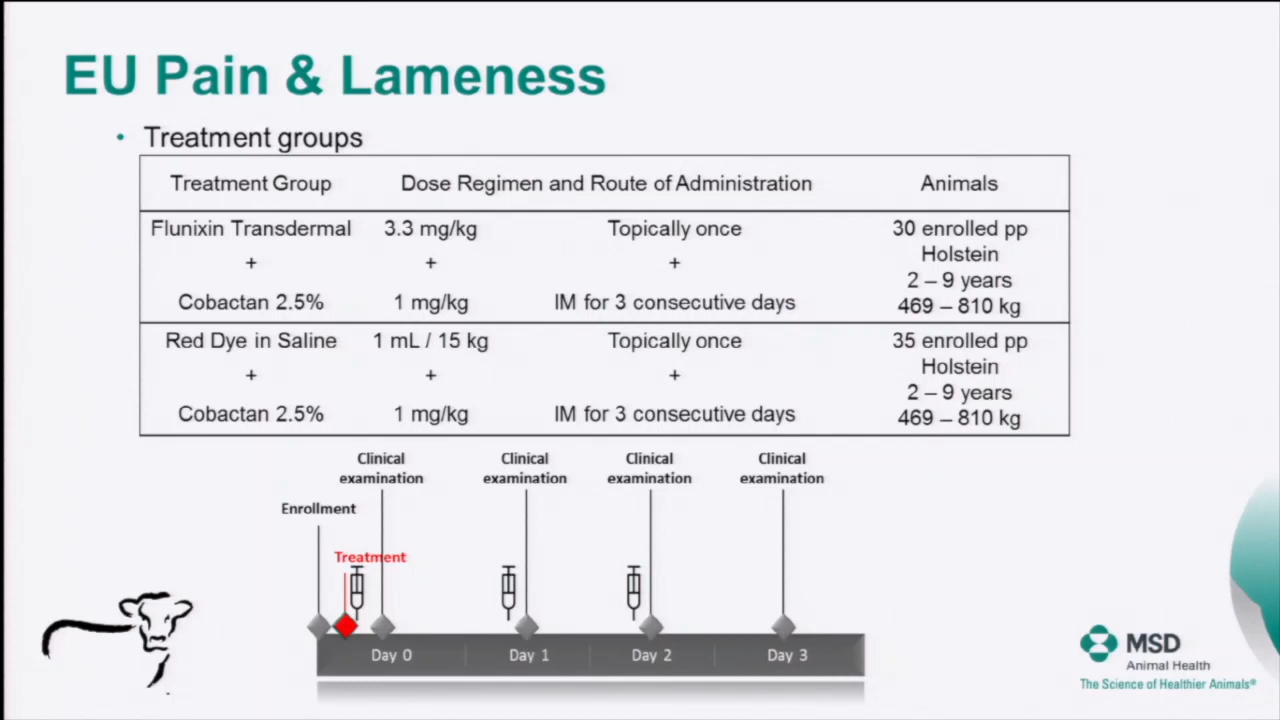 EU Pain & Lameness
• Treatment groups
Treatment Group Dose Regimen and Route of Administration Animals
Flunixin Transdermal 3.3 mg/kg Topically once 30 enrolled pp
Holstein
+ + +
2 – 9 years
Cobactan 2.5% 1 mg/kg IM for 3 consecutive days 469 – 810 kg
Red Dye in Saline 1 mL / 15 kg Topically once 35 enrolled pp
Holstein
+ + +
2 – 9 years
Cobactan 2.5% 1 mg/kg IM for 3 consecutive days 469 – 810 kg
Clinical Clinical Clinical Clinical
examination examination examination examination
Enrollment
Treatment
Day 0 Day 1 Day 2 Day 3
MSD
Animal Health
The Science of Healthier Animals®